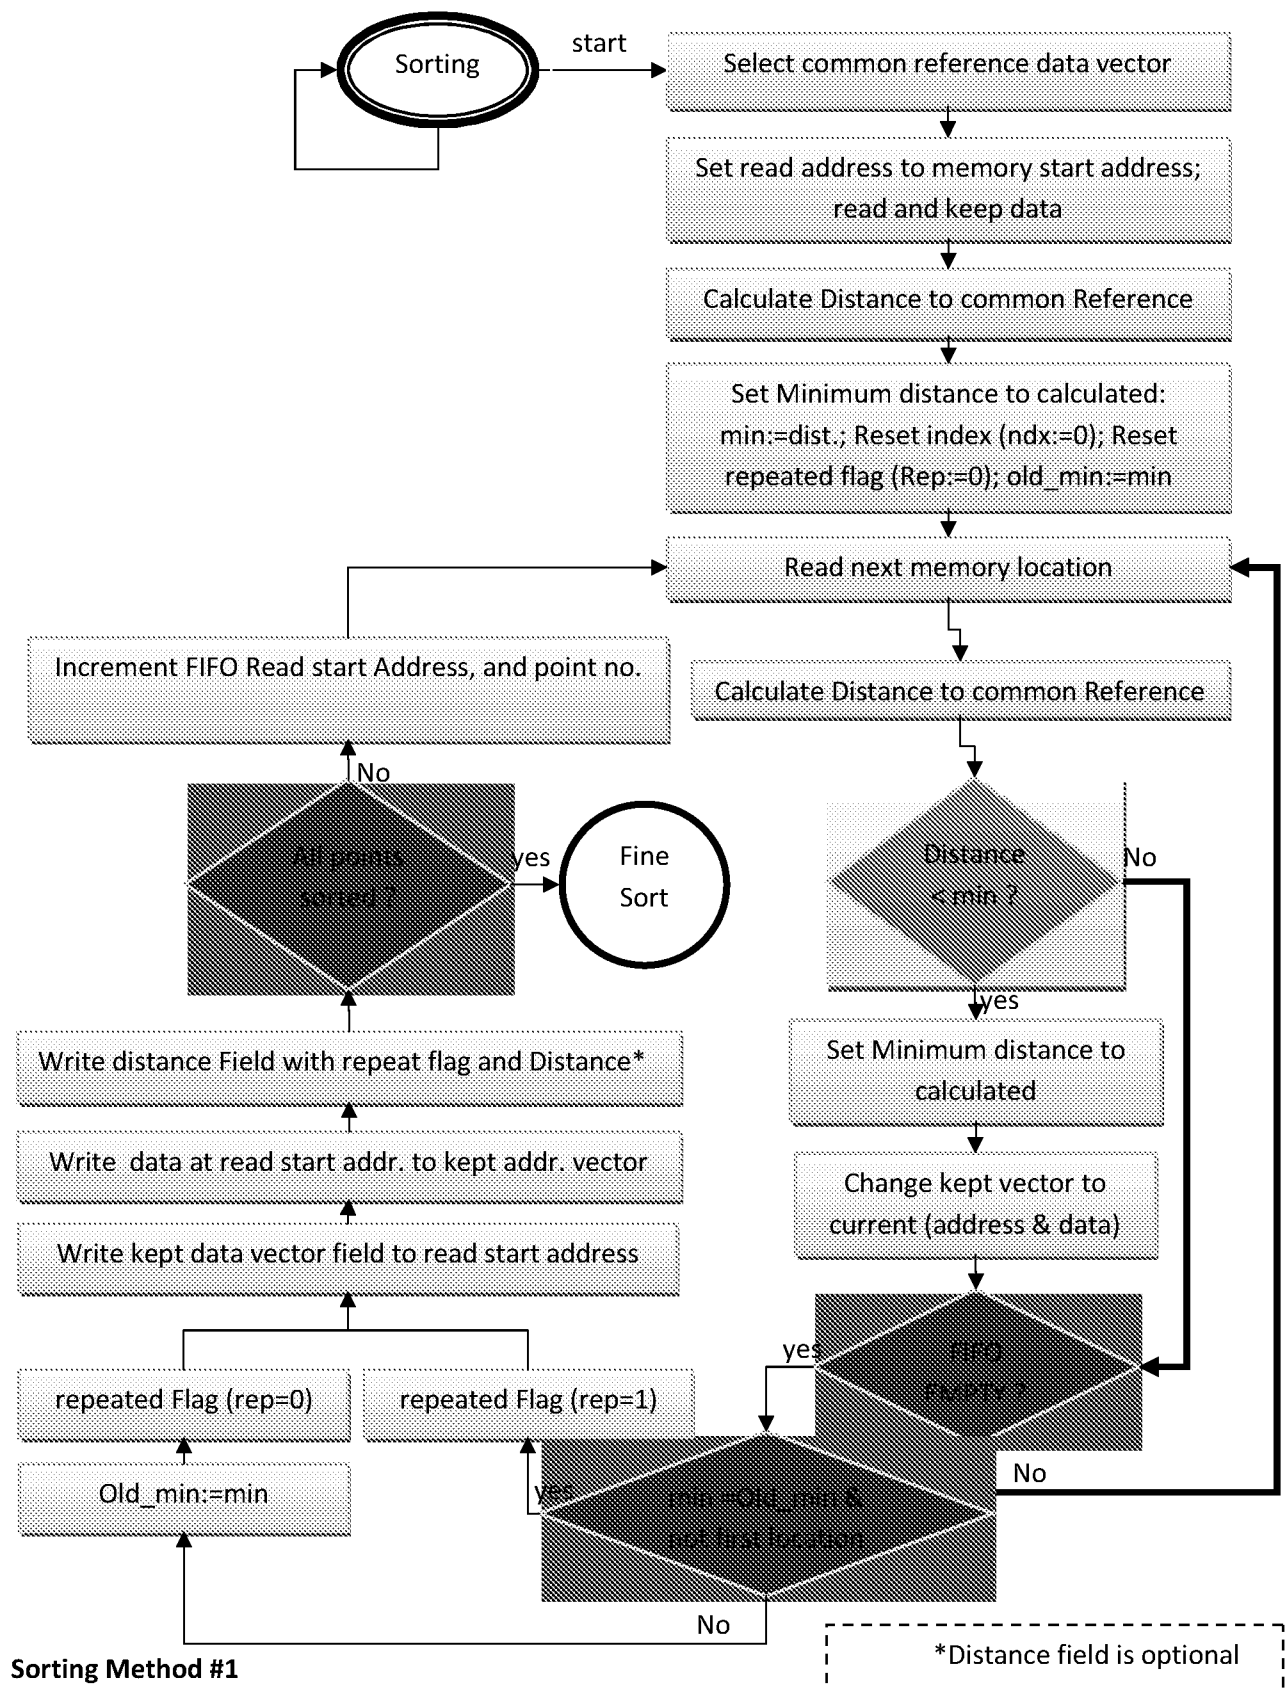 Sorting
start
Select common reference data vector
Set read address to memory start address;
read and keep data
Calculate Distance to common Reference
Set Minimum distance to calculated:
min:=dist.; Reset index (ndx:=0); Reset
repeated flag (Rep:=0); old_min:=min
Read next memory location
Increment FIFO Read start Address, and point no.
Calculate Distance to common Reference
No
All points
sorted ?
yes
Fine
Sort
Distance
< min ?
No
yes
Write distance Field with repeat flag and Distance*
Set Minimum distance to
calculated
Write data at read start addr. to kept addr. vector
Change kept vector to
current (address & data)
Write kept data vector field to read start address
yes
FIFO
EMPTY ?
repeated Flag (rep=0)
repeated Flag (rep=1)
No
Old_min:=min
yes
min =Old_min &
not first location
No
*Distance field is optional
Sorting Method #1